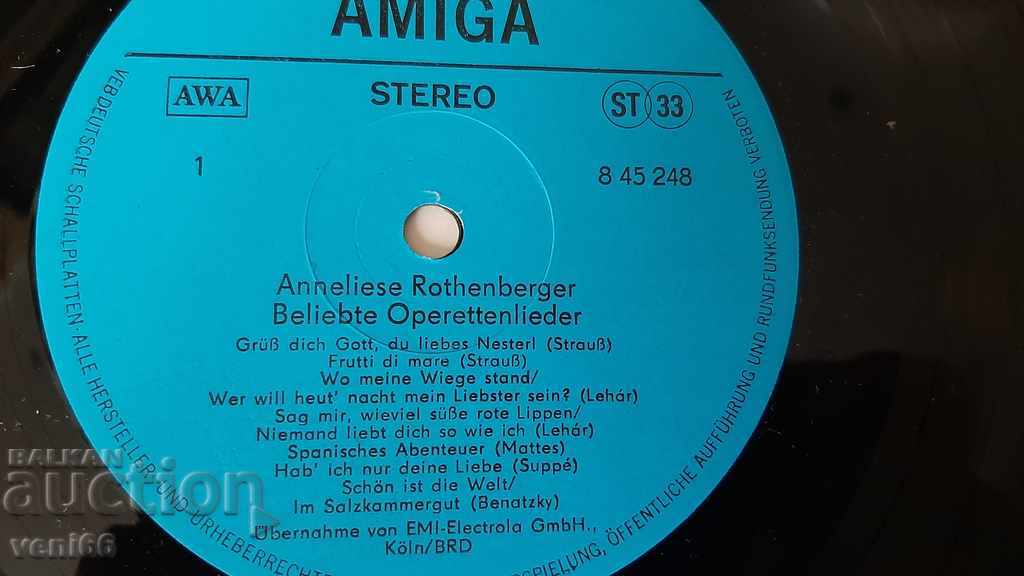 AMIGA
AWA
STEREO
ST 33
1
8 45 248
Anneliese Rothenberger
Beliebte Operettenlieder
Grüß dich Gott, du liebes Nesterl (Strauß)
Frutti di mare (Strauß)
Wo meine Wiege stand/
Wer will heut' nacht mein Liebster sein? (Lehár)
Sag mir, wieviel süße rote Lippen/
Niemand liebt dich so wie ich (Lehár)
Spanisches Abenteuer (Mattes)
Hab' ich nur deine Liebe (Suppé)
Schön ist die Welt/
Im Salzkammergut (Benatzky)
Übernahme von EMI-Electrola GmbH.,
Köln/BRD
VEB DEUTSCHE SCHALLPLATTEN · ALLE HERSTELLER- UND URHEBERRECHTE
ÖFFENTLICHE AUFFÜHRUNG UND RUNDFUNKSENDUNG VERBOTEN
BALKAN
auction
veni66